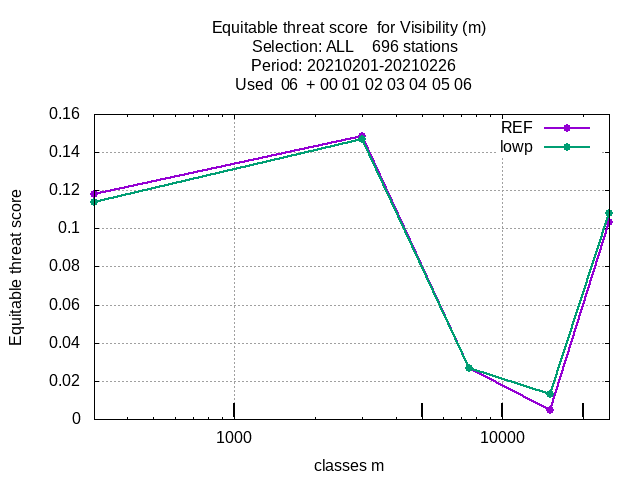 Equitable threat score  for Visibility (m)
Selection: ALL    696 stations
Period: 20210201-20210226
Used  06  + 00 01 02 03 04 05 06
REF
lowp
0.16
0.14
0.12
0.1
0.08
0.06
0.04
0.02
0
Equitable threat score
1000
10000
classes m